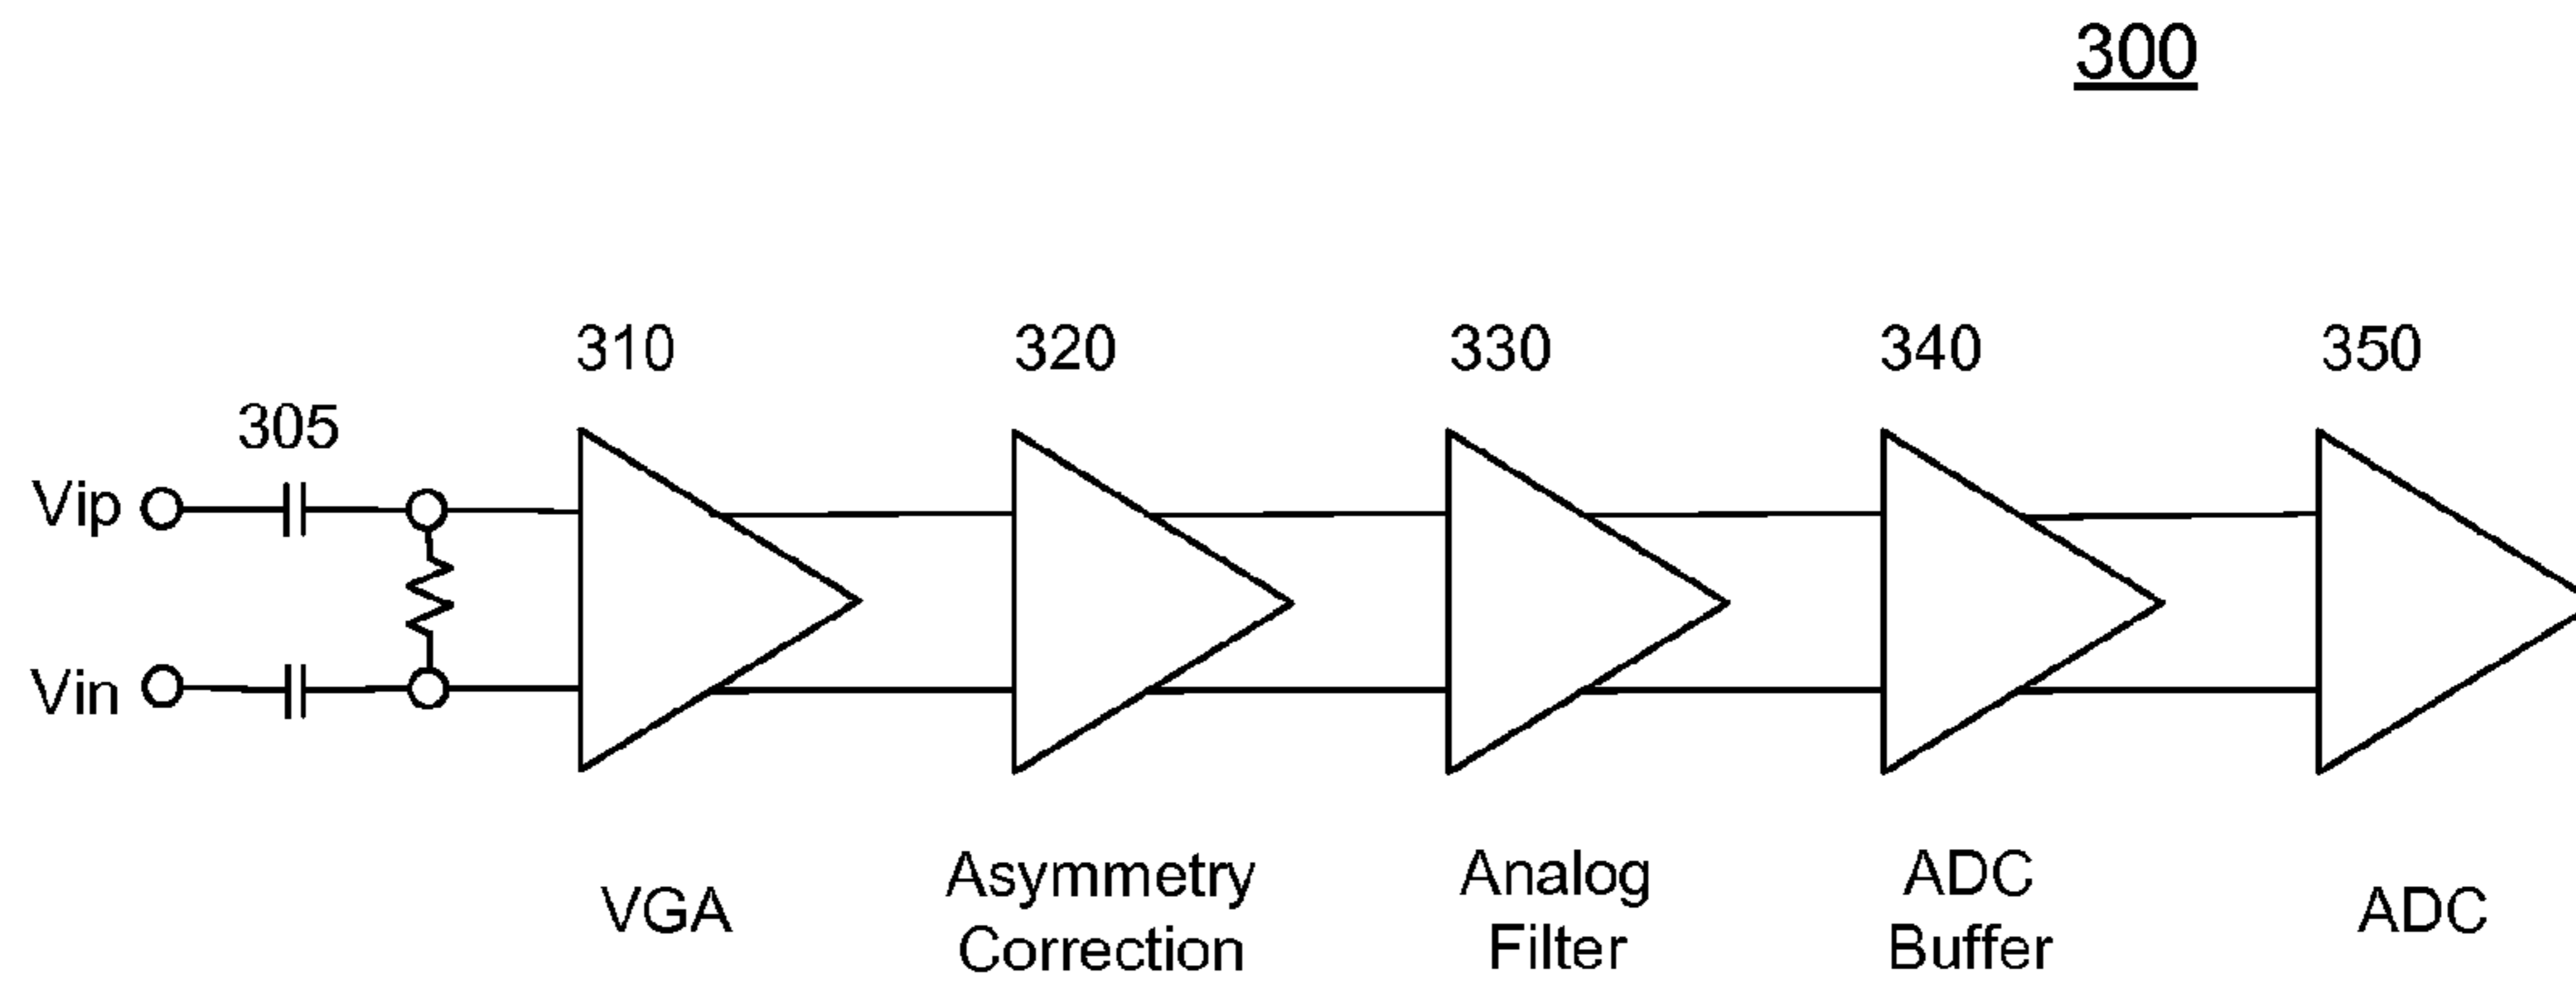 300
310 320 330 340 350
305
Vip
Vin
VGA
Asymmetry
Correction
Analog
Filter
ADC
Buffer
ADC